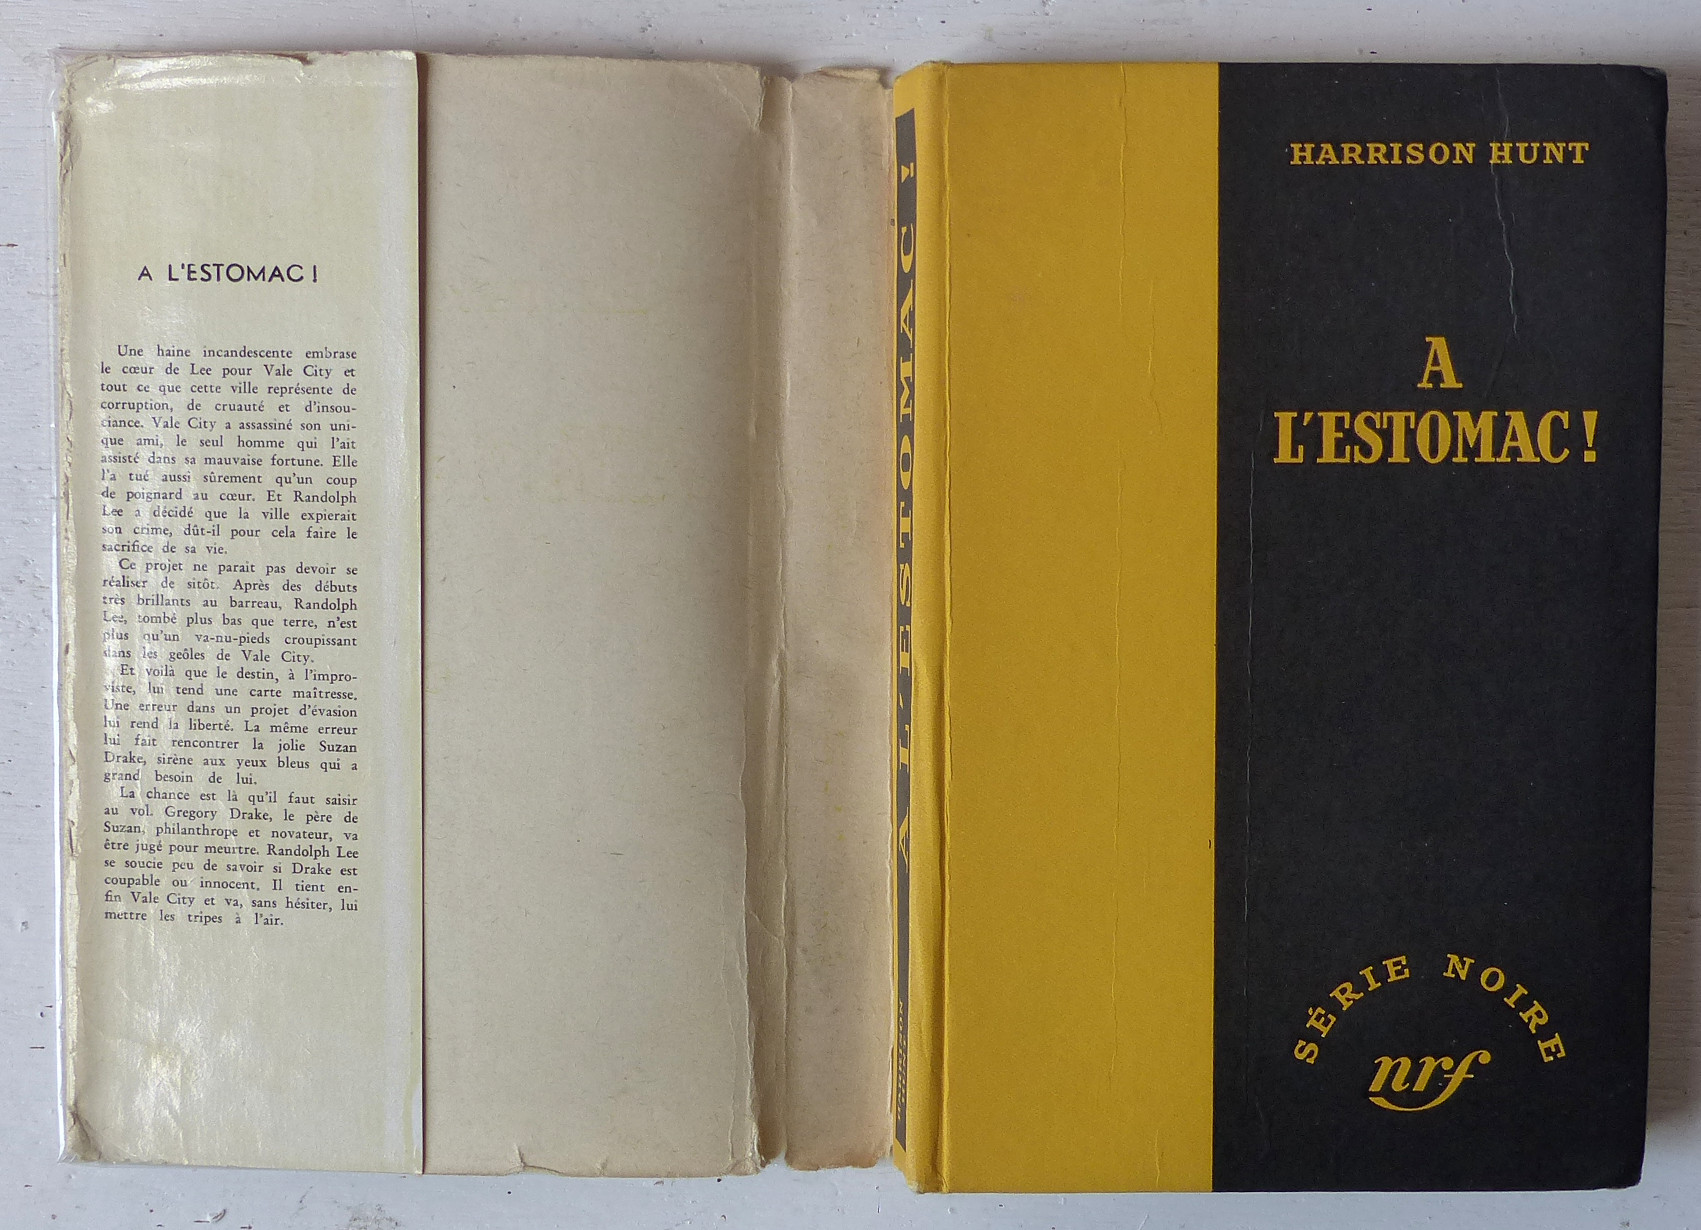 A L'ESTOMAC !
Une haine incandescente embrase
le cœur de Lee pour Vale City et
tout ce que cette ville représente de
corruption, de cruauté et d'insou-
ciance. Vale City a assassiné son uni-
que ami, le seul homme qui l'ait
assisté dans sa mauvaise fortune. Elle
l'a tué aussi sûrement qu'un coup
de poignard au cœur. Et Randolph
Lee a décidé que la ville expierait
son crime, dût-il pour cela faire le
sacrifice de sa vie.
Ce projet ne parait pas devoir se
réaliser de sitôt. Après des débuts
très brillants au barreau, Randolph
Lee, tombé plus bas que terre, n'est
plus qu'un va-nu-pieds croupissant
dans les geôles de Vale City.
Et voilà que le destin, à l'impro-
viste, lui tend une carte maîtresse.
Une erreur dans un projet d'évasion
lui rend la liberté. La même erreur
lui fait rencontrer la jolie Suzan
Drake, sirène aux yeux bleus qui a
grand besoin de lui.
La chance est là qu'il faut saisir
au vol. Gregory Drake, le père de
Suzan, philanthrope et novateur, va
être jugé pour meurtre. Randolph Lee
se soucie peu de savoir si Drake est
coupable ou innocent. Il tient en-
fin Vale City et va, sans hésiter, lui
mettre les tripes à l'air.
A L'ESTOMAC !
HARRISON
HUNT
HARRISON HUNT
A
L'ESTOMAC !
SÉRIE NOIRE
nrf